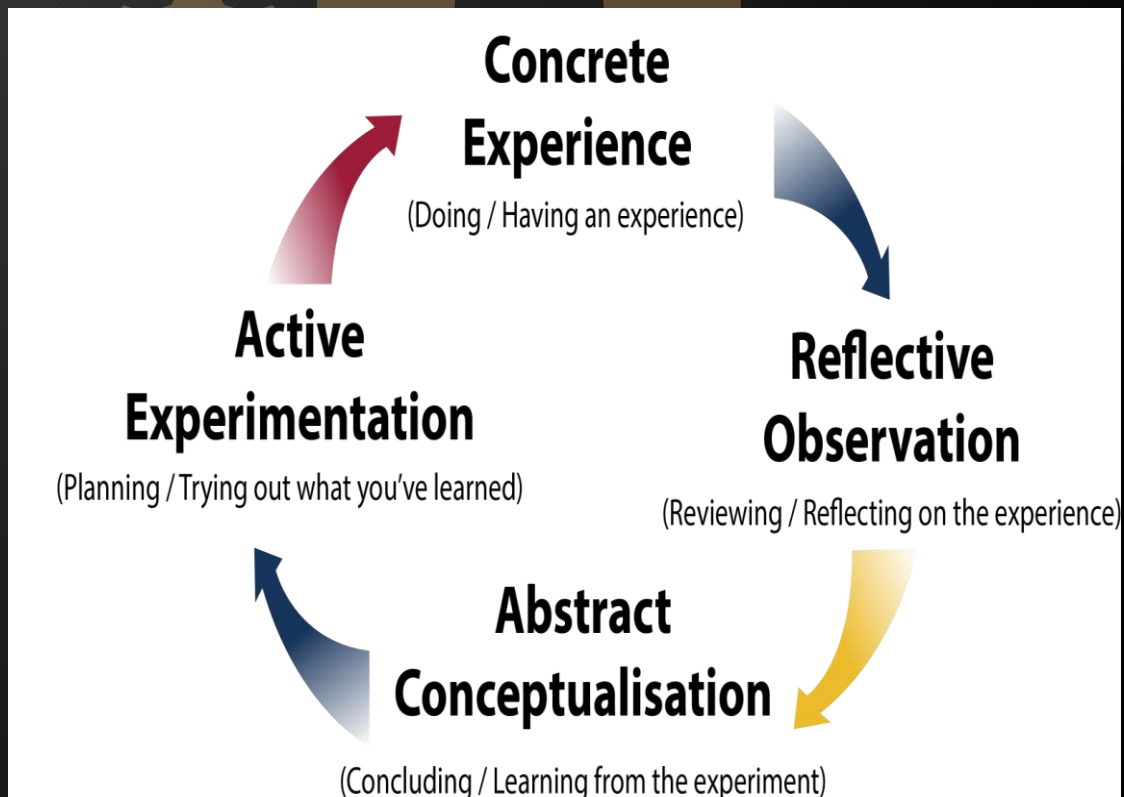 Concrete
Experience
(Doing / Having an experience)
Reflective
Observation
(Reviewing / Reflecting on the experience)
Abstract
Conceptualisation
(Concluding / Learning from the experiment)
Active
Experimentation
(Planning / Trying out what you've learned)